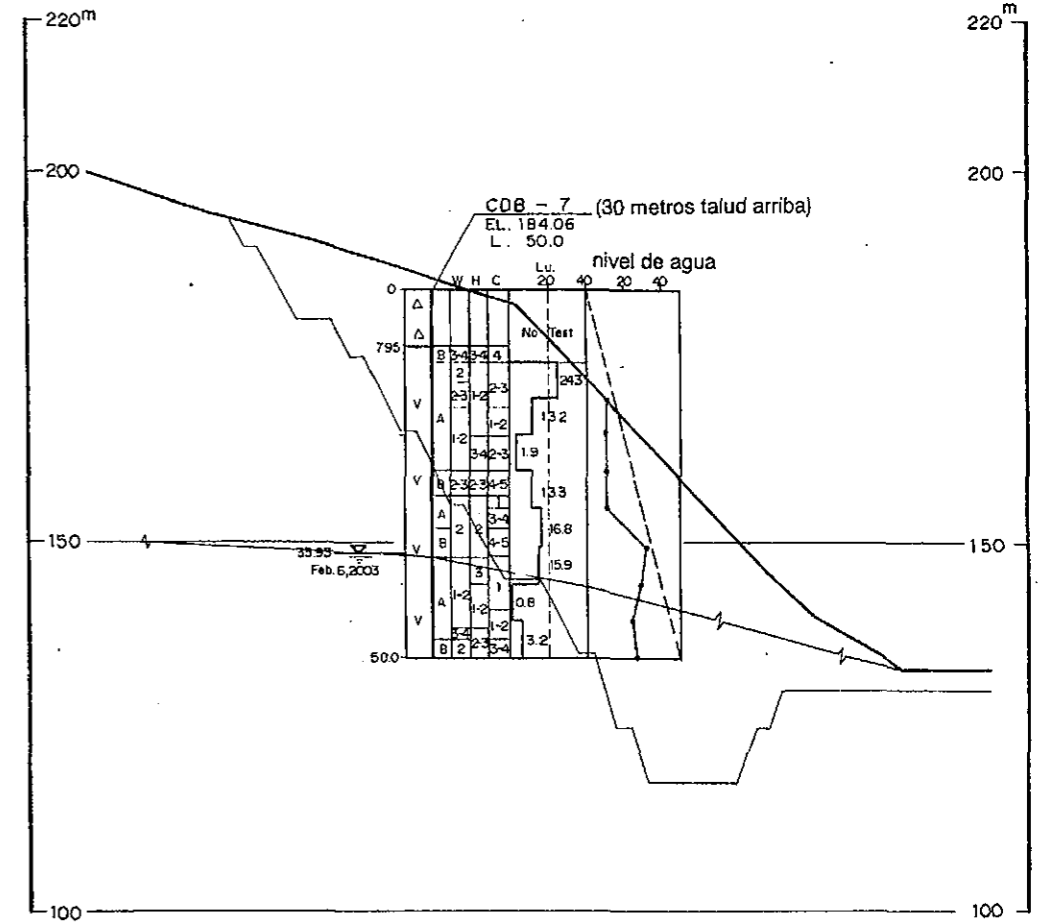 220m
m
220
200
200
CDB - 7 (30 metros talud arriba)
EL. 184.06
L. 50.0
nivel de agua
W H C
Lu.
20 40 20 40
0
Δ
Δ
No Test
7.95
B 3-4 3-4 4
2
2-3 1-2 2-3
24.3
V
13.2
A
1-2
1-2
3-4 2-3
1.9
V
B 2-3 2-3 4-5
13.3
1
A
2 2
3-4
16.8
B
4-5
150
150
35.93
V
Feb. 6, 2003
15.9
3
A
1-2
1-2
1
0.8
V
1-2
3-4
2-3
3.2
50.0
B 2
3-4
100
100